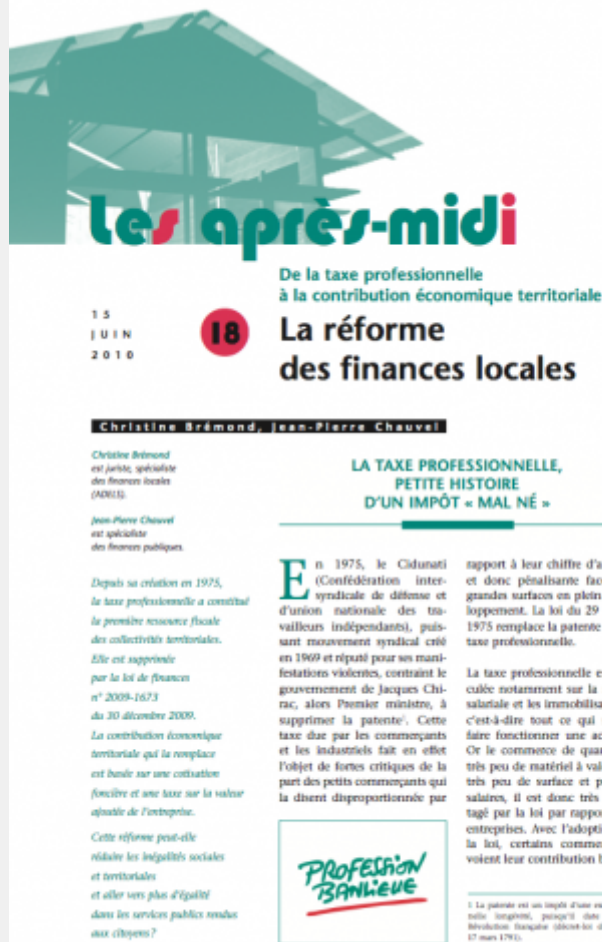 Les après-midi
De la taxe professionnelle
à la contribution économique territoriale
15
JUIN
2010
18
La réforme
des finances locales
Christine Brémond, Jean-Pierre Chauvel
Christine Brémond
est juriste, spécialiste
des finances locales
(ADELS).
Jean-Pierre Chauvel
est spécialiste
des finances publiques.
Depuis sa création en 1975,
la taxe professionnelle a constitué
la première ressource fiscale
des collectivités territoriales.
Elle est supprimée
par la loi de finances
n° 2009-1673
du 30 décembre 2009.
La contribution économique
territoriale qui la remplace
est basée sur une cotisation
foncière et une taxe sur la valeur
ajoutée de l'entreprise.
Cette réforme peut-elle
réduire les inégalités sociales
et territoriales
et aller vers plus d'égalité
dans les services publics rendus
aux citoyens ?
LA TAXE PROFESSIONNELLE,
PETITE HISTOIRE
D'UN IMPÔT « MAL NÉ »
En 1975, le Cidunati
(Confédération inter-
syndicale de défense et
d'union nationale des tra-
vailleurs indépendants), puis-
sant mouvement syndical créé
en 1969 et réputé pour ses mani-
festations violentes, contraint le
gouvernement de Jacques Chi-
rac, alors Premier ministre, à
supprimer la patente¹. Cette
taxe due par les commerçants
et les industriels fait en effet
l'objet de fortes critiques de la
part des petits commerçants qui
la disent disproportionnée par
rapport à leur chiffre d'a
et donc pénalisante fac
grandes surfaces en plein
loppement. La loi du 29
1975 remplace la patente
taxe professionnelle.
La taxe professionnelle e
culée notamment sur la
salariale et les immobilisa
c'est-à-dire tout ce qui
faire fonctionner une ac
Or le commerce de quar
très peu de matériel à val
très peu de surface et p
salaires, il est donc très
tagé par la loi par rappor
entreprises. Avec l'adopti
la loi, certains comme
voient leur contribution b
PROFESSION
BANLIEUE
1 La patente est un impôt d'une
longévité, puisqu'il date
Révolution française (décret-loi d
17 mars 1791).